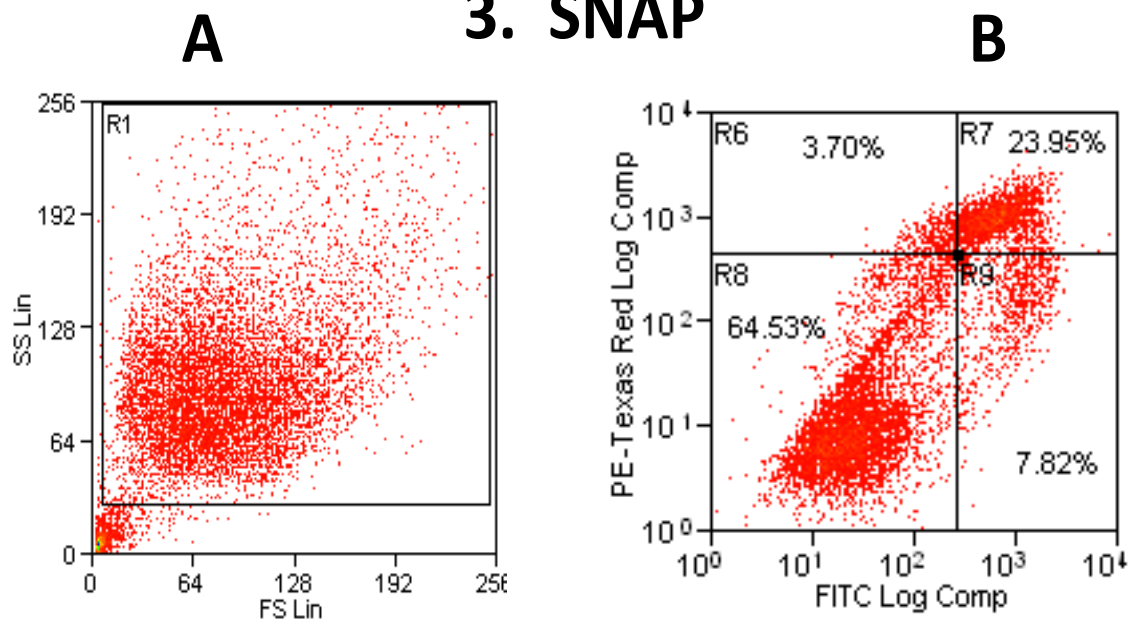 3. SNAP
A
B
256
192
128
64
0
SS Lin
R1
0
64
128
192
256
FS Lin
10⁴
10³
10²
10¹
10⁰
PE-Texas Red Log Comp
R6
3.70%
R7
23.95%
R8
64.53%
R9
7.82%
10⁰
10¹
10²
10³
10⁴
FITC Log Comp